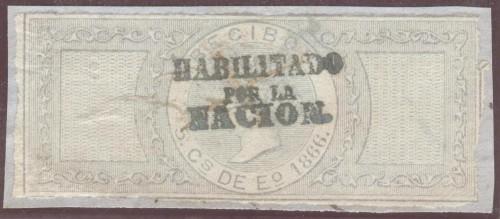 RECIBO
HABILITADO
POR LA
NACION.
5. Cs DE Eo 1866.